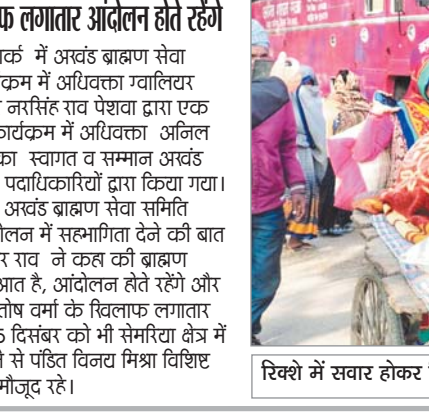 फ लगातार आंदोलन होते रहेंगे
पार्क में अखंड ब्राह्मण सेवा
क्रम में अधिवक्ता ग्वालियर
नरसिंह राव पेशवा द्वारा एक
कार्यक्रम में अधिवक्ता अनिल
का स्वागत व सम्मान अखंड
पदाधिकारियों द्वारा किया गया।
अखंड ब्राह्मण सेवा समिति
दोलन में सहभागिता देने की बात
र राव ने कहा की ब्राह्मण
आत है, आंदोलन होते रहेंगे और
तोष वर्मा के खिलाफ लगातार
5 दिसंबर को भी सेमरिया क्षेत्र में
से पंडित विनय मिश्रा विशिष्ट
मौजूद रहे।
रिक्शे में सवार होकर